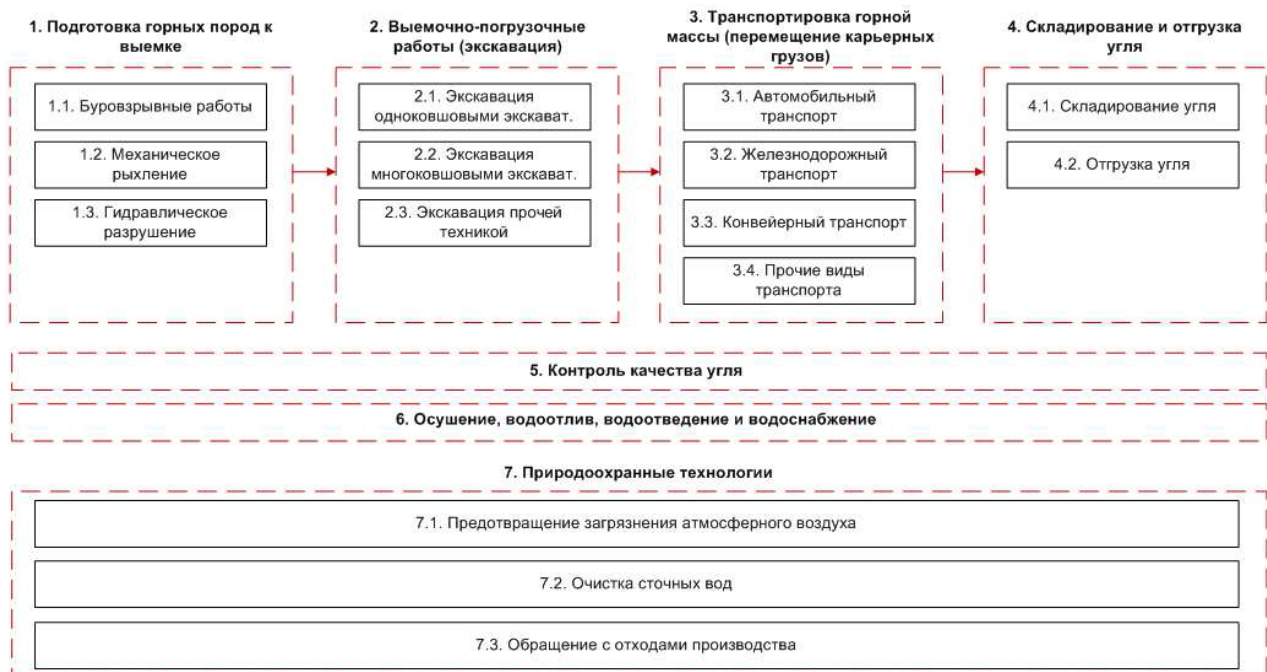 1. Подготовка горных пород к
выемке
1.1. Буровзрывные работы
1.2. Механическое
рыхление
1.3. Гидравлическое
разрушение
2. Выемочно-погрузочные
работы (экскавация)
2.1. Экскавация
одноковшовыми экскават.
2.2. Экскавация
многоковшовыми экскават.
2.3. Экскавация прочей
техникой
3. Транспортировка горной
массы (перемещение карьерных
грузов)
3.1. Автомобильный
транспорт
3.2. Железнодорожный
транспорт
3.3. Конвейерный транспорт
3.4. Прочие виды
транспорта
4. Складирование и отгрузка
угля
4.1. Складирование угля
4.2. Отгрузка угля
5. Контроль качества угля
6. Осушение, водоотлив, водоотведение и водоснабжение
7. Природоохранные технологии
7.1. Предотвращение загрязнения атмосферного воздуха
7.2. Очистка сточных вод
7.3. Обращение с отходами производства